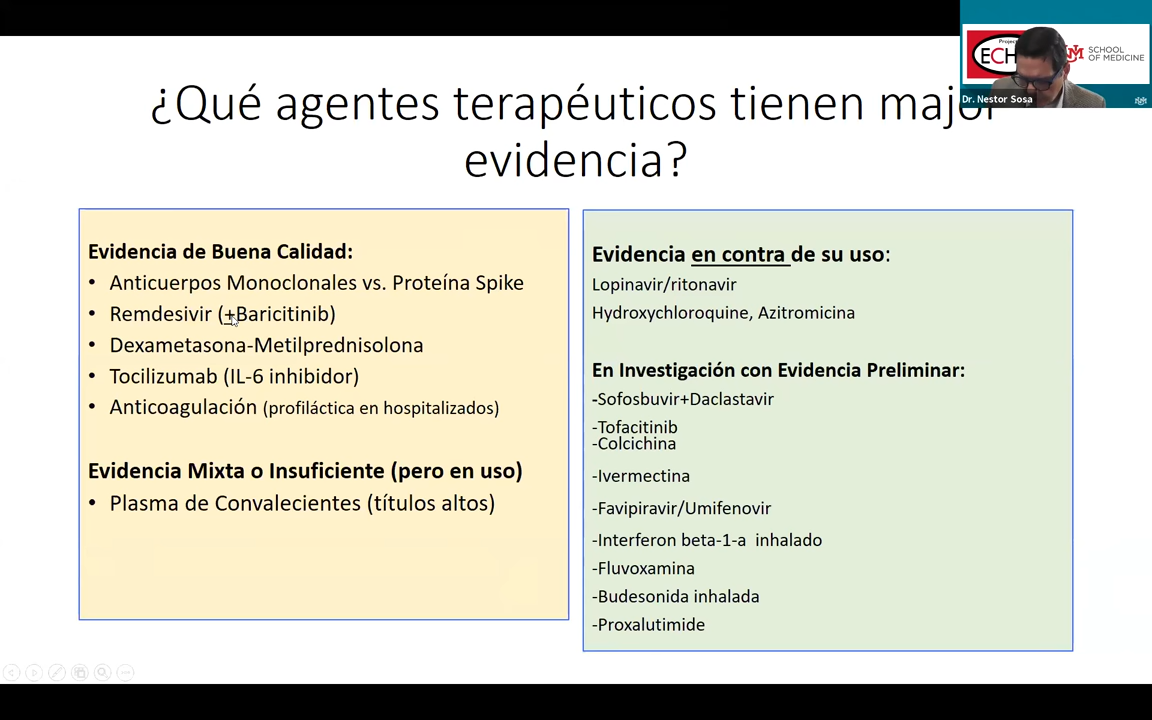 Project
ECH
SCHOOL
OF MEDICINE
Dr. Nestor Sosa
¿Qué agentes terapéuticos tienen major
evidencia?
Evidencia de Buena Calidad:
• Anticuerpos Monoclonales vs. Proteína Spike
• Remdesivir (+Baricitinib)
• Dexametasona-Metilprednisolona
• Tocilizumab (IL-6 inhibidor)
• Anticoagulación (profiláctica en hospitalizados)
Evidencia Mixta o Insuficiente (pero en uso)
• Plasma de Convalecientes (títulos altos)
Evidencia en contra de su uso:
Lopinavir/ritonavir
Hydroxychloroquine, Azitromicina
En Investigación con Evidencia Preliminar:
-Sofosbuvir+Daclastavir
-Tofacitinib
-Colcichina
-Ivermectina
-Favipiravir/Umifenovir
-Interferon beta-1-a inhalado
-Fluvoxamina
-Budesonida inhalada
-Proxalutimide